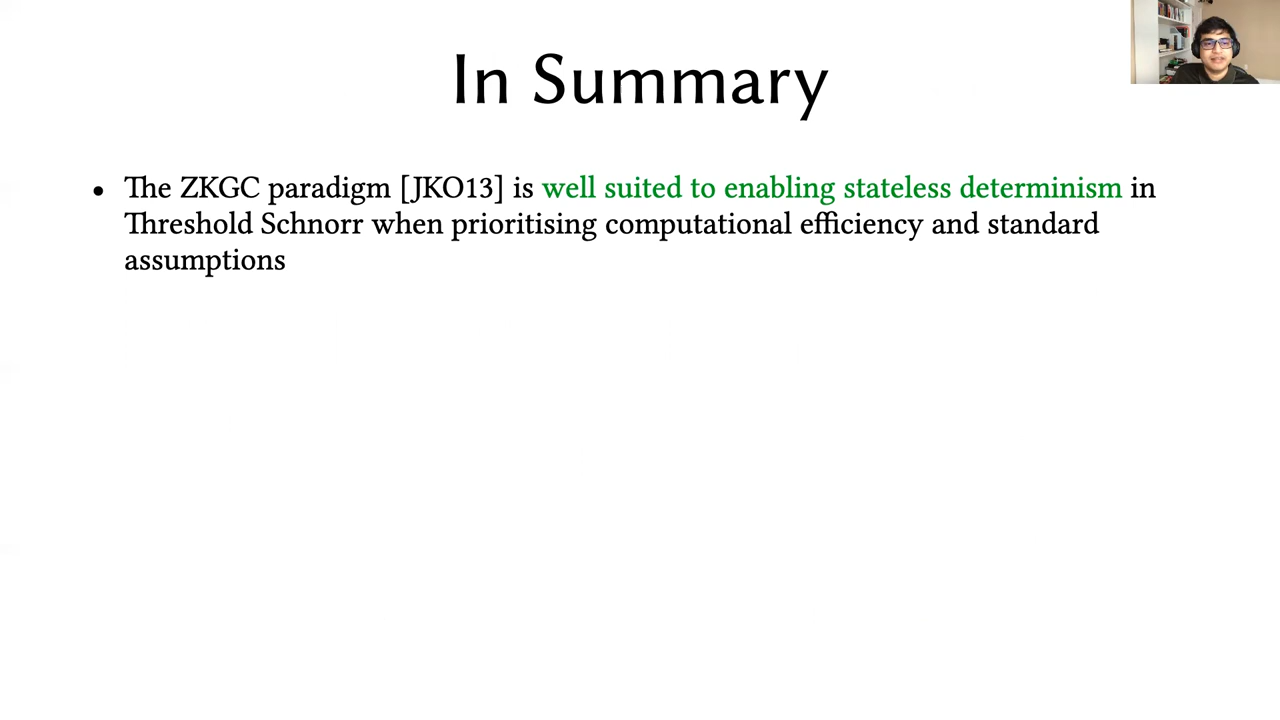 In Summary
• The ZKGC paradigm [JKO13] is well suited to enabling stateless determinism in
Threshold Schnorr when prioritising computational efficiency and standard
assumptions